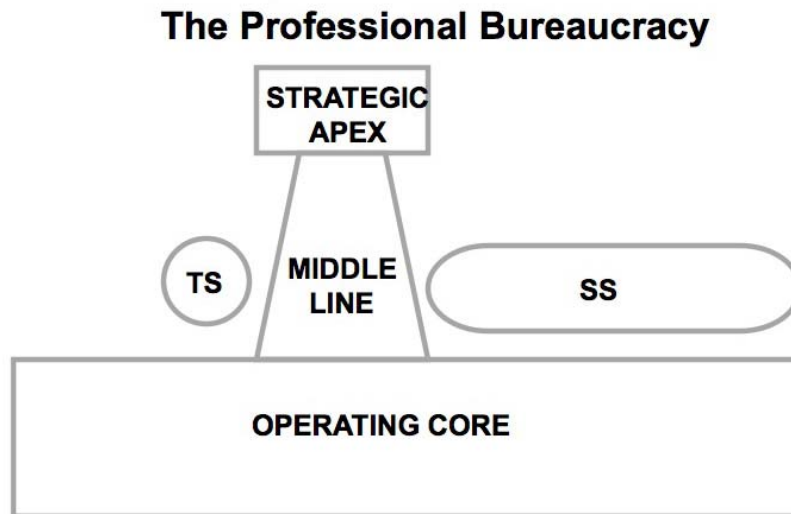 The Professional Bureaucracy
STRATEGIC
APEX
TS
MIDDLE
LINE
SS
OPERATING CORE